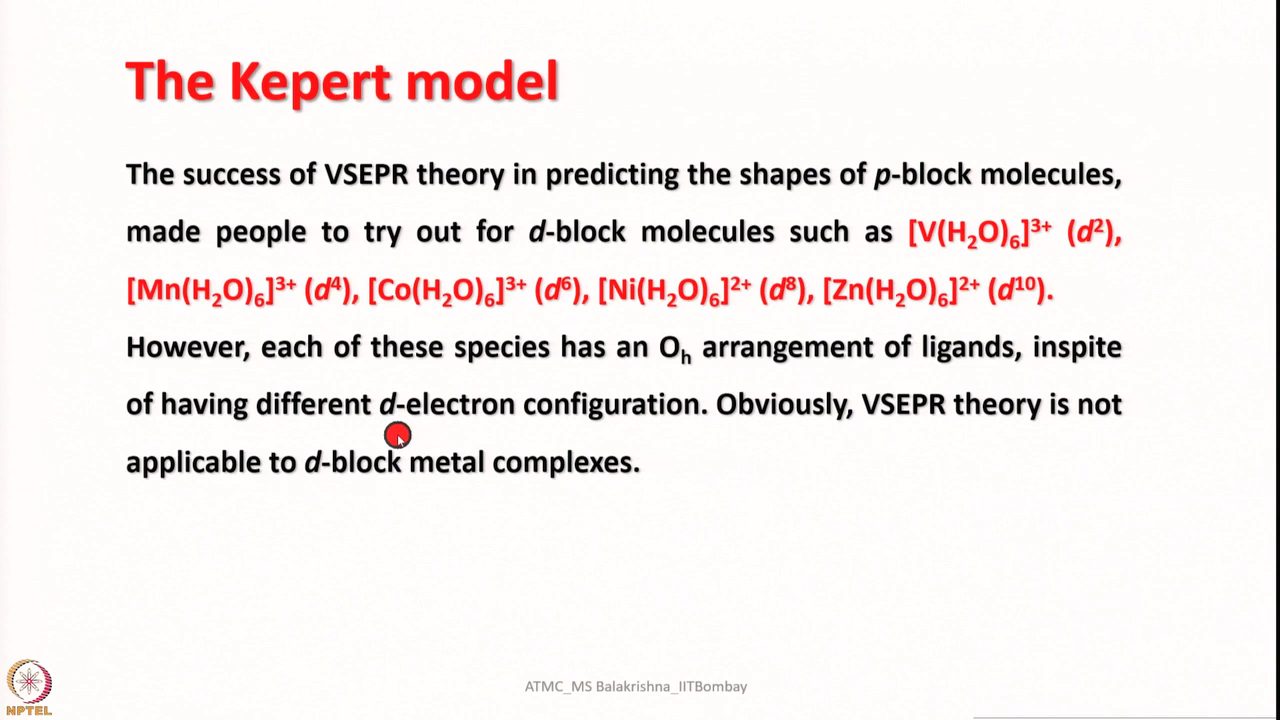 The Kepert model
The success of VSEPR theory in predicting the shapes of p-block molecules,
made people to try out for d-block molecules such as [V(H₂O)₆]³⁺ (d²),
[Mn(H₂O)₆]³⁺ (d⁴), [Co(H₂O)₆]³⁺ (d⁶), [Ni(H₂O)₆]²⁺ (d⁸), [Zn(H₂O)₆]²⁺ (d¹⁰).
However, each of these species has an Oₕ arrangement of ligands, inspite
of having different d-electron configuration. Obviously, VSEPR theory is not
applicable to d-block metal complexes.
ATMC_MS Balakrishna_IITBombay
NPTEL